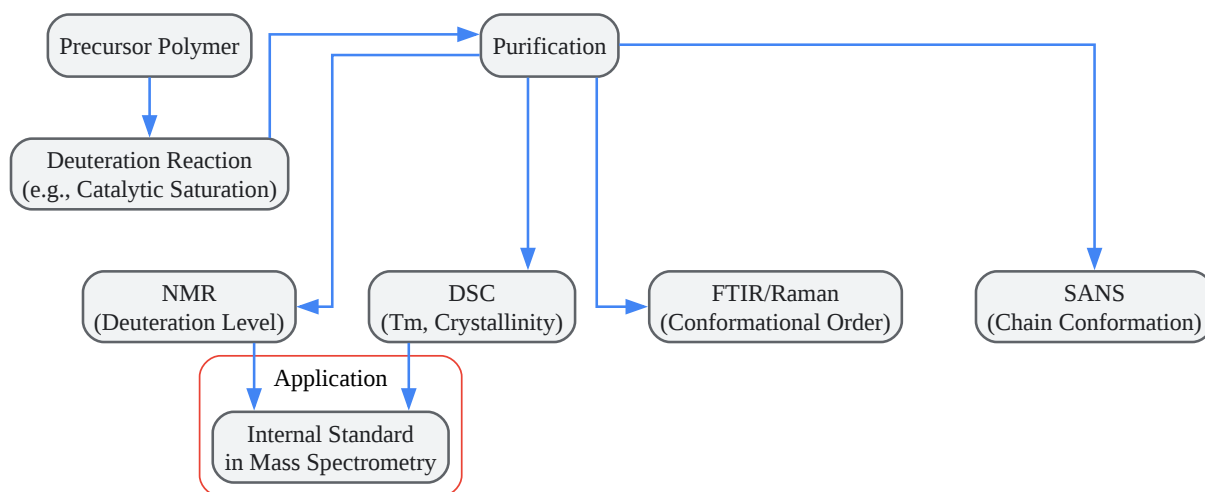 Precursor Polymer
Purification
Deuteration Reaction
(e.g., Catalytic Saturation)
NMR
(Deuteration Level)
DSC
(Tm, Crystallinity)
FTIR/Raman
(Conformational Order)
SANS
(Chain Conformation)
Application
Internal Standard
in Mass Spectrometry